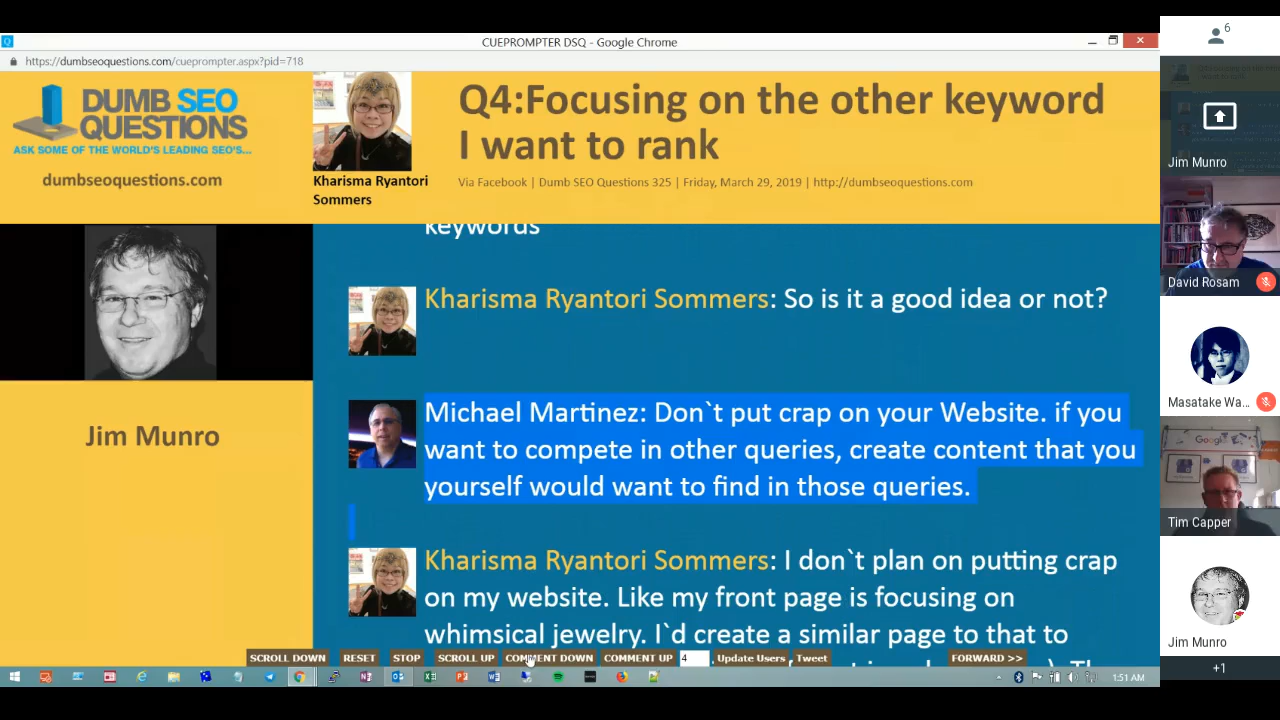 CUEPROMPTER DSQ - Google Chrome
https://dumbseoquestions.com/cueprompter.aspx?pid=718
DUMB SEO
QUESTIONS
ASK SOME OF THE WORLD'S LEADING SEO'S...
dumbseoquestions.com
Kharisma Ryantori
Sommers
Q4:Focusing on the other keyword
I want to rank
Via Facebook | Dumb SEO Questions 325 | Friday, March 29, 2019 | http://dumbseoquestions.com
Jim Munro
keywords
Kharisma Ryantori Sommers: So is it a good idea or not?
Michael Martinez: Don`t put crap on your Website. if you
want to compete in other queries, create content that you
yourself would want to find in those queries.
Kharisma Ryantori Sommers: I don`t plan on putting crap
on my website. Like my front page is focusing on
whimsical jewelry. I`d create a similar page to that to
SCROLL DOWN RESET STOP SCROLL UP COMMENT DOWN COMMENT UP 4 Update Users Tweet FORWARD >>
1:51 AM
6
Jim Munro
David Rosam
Masatake Wa...
Google
Tim Capper
Jim Munro
+1